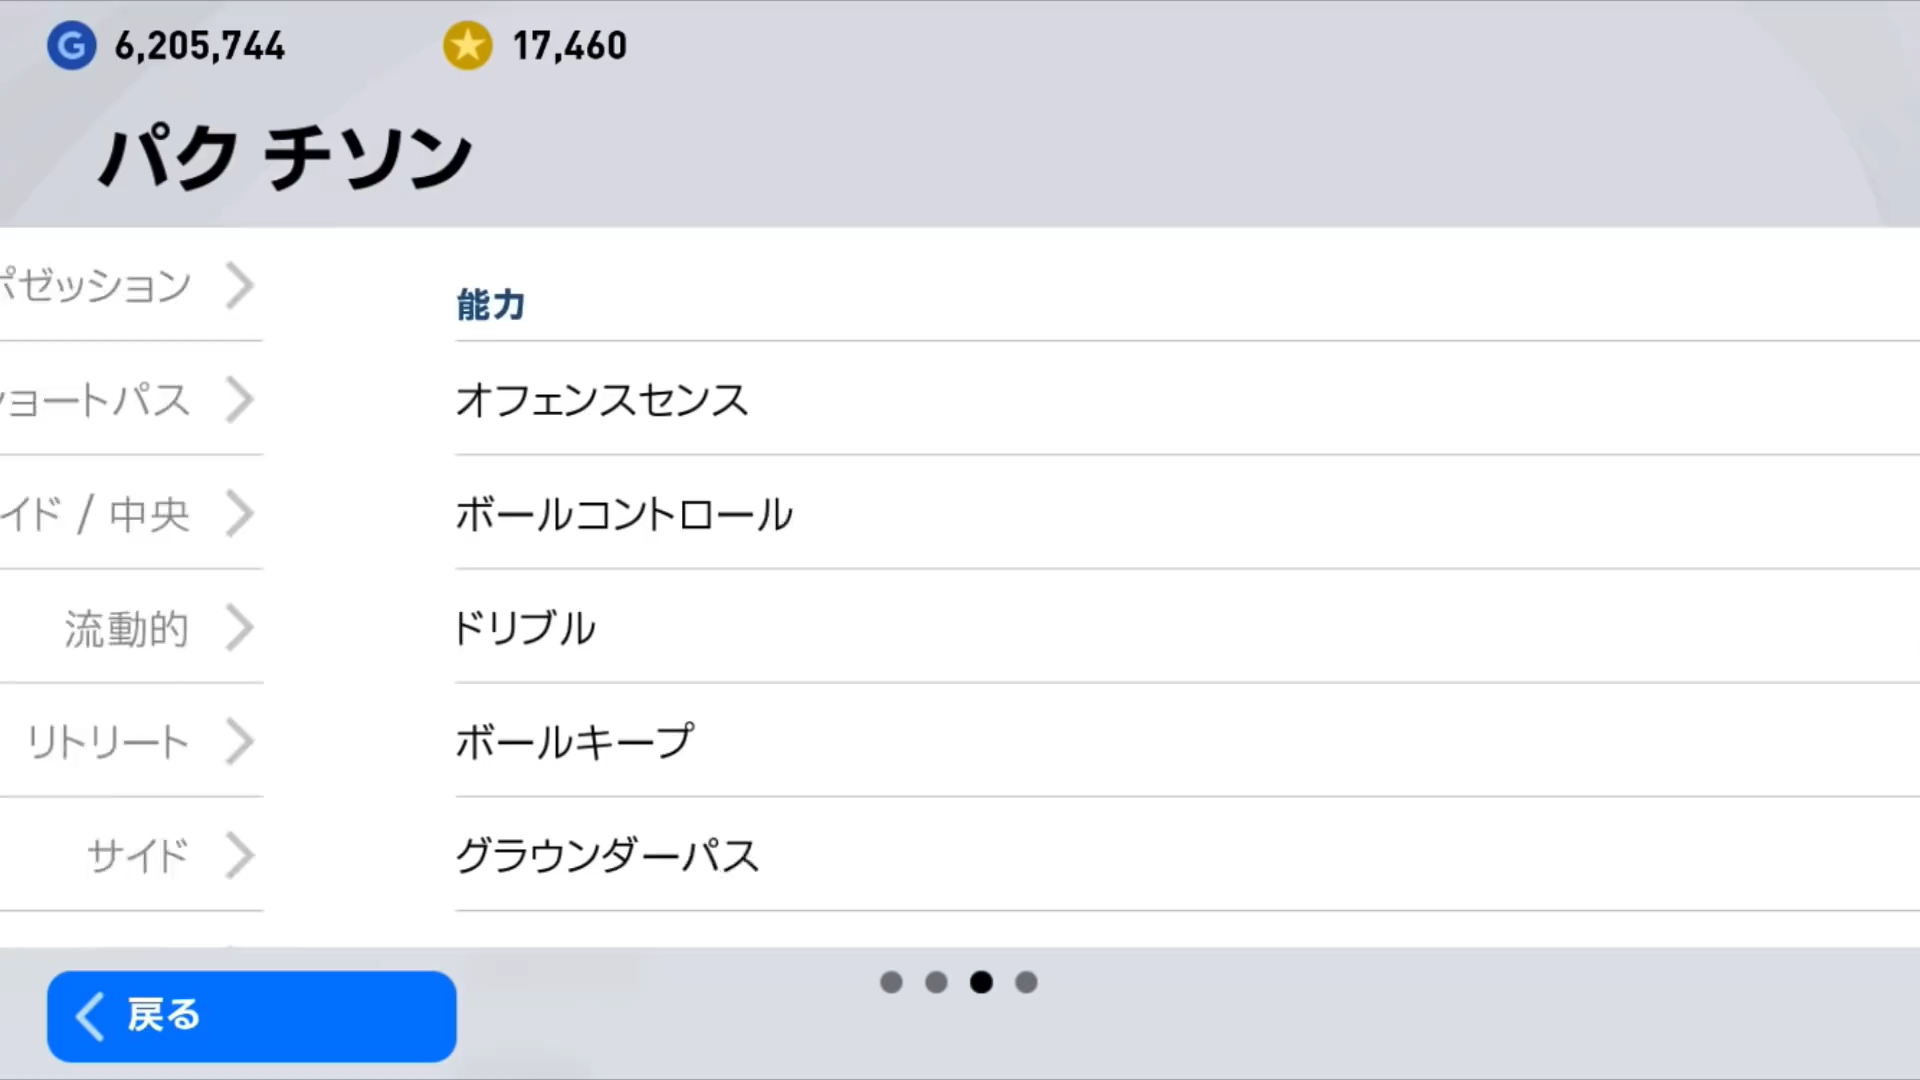 6,205,744 17,460
パク チソン
ポゼッション
能力
ショートパス
オフェンスセンス
イド / 中央
ボールコントロール
流動的
ドリブル
リトリート
ボールキープ
サイド
グラウンダーパス
戻る